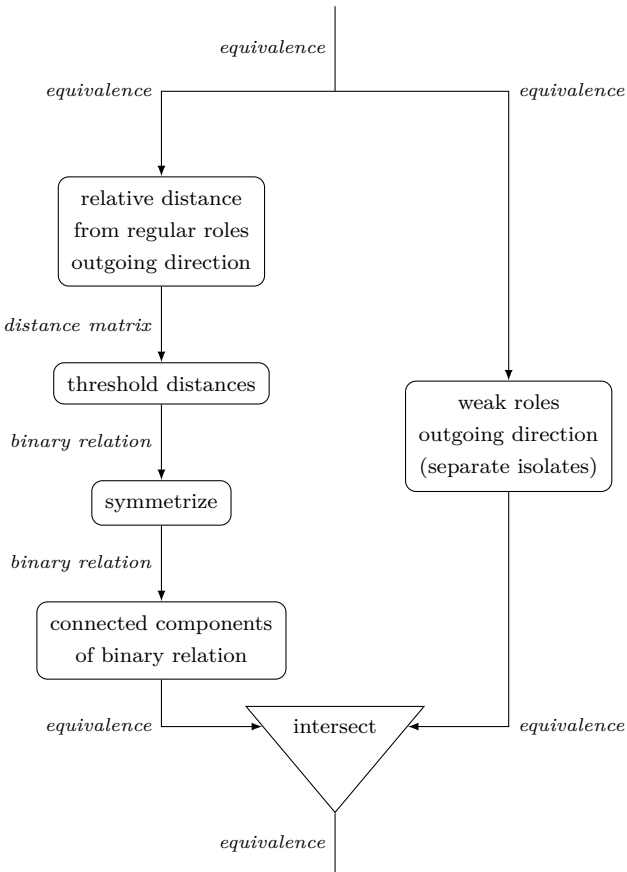 equivalence
equivalence
equivalence
relative distance
from regular roles
outgoing direction
distance matrix
threshold distances
weak roles
outgoing direction
(separate isolates)
binary relation
symmetrize
binary relation
connected components
of binary relation
equivalence
intersect
equivalence
equivalence